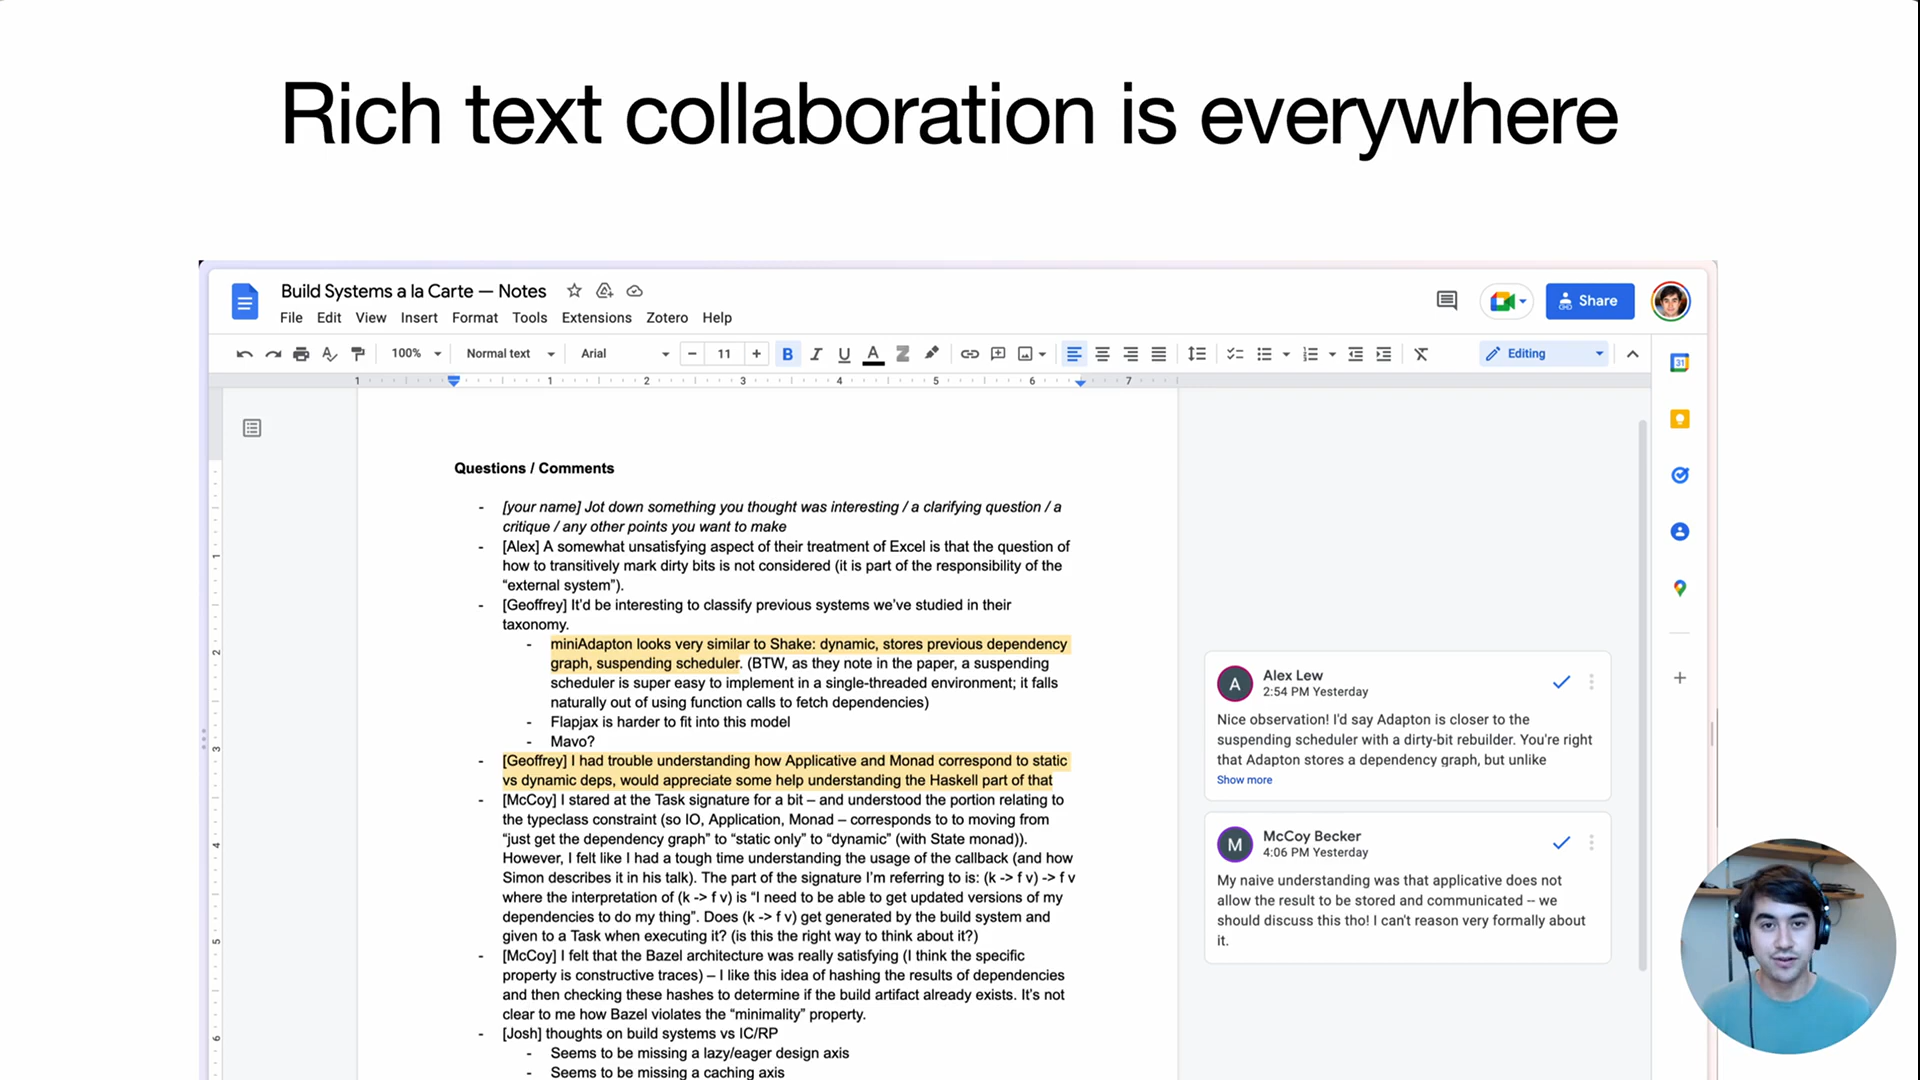 Rich text collaboration is everywhere
Build Systems a la Carte — Notes
File Edit View Insert Format Tools Extensions Zotero Help
Share
100% Normal text Arial − 11 + B I U A Z Editing
1 1 2 3 4 5 6 7
31
Questions / Comments
- [your name] Jot down something you thought was interesting / a clarifying question / a
critique / any other points you want to make
- [Alex] A somewhat unsatisfying aspect of their treatment of Excel is that the question of
how to transitively mark dirty bits is not considered (it is part of the responsibility of the
“external system”).
- [Geoffrey] It’d be interesting to classify previous systems we’ve studied in their
taxonomy.
- miniAdapton looks very similar to Shake: dynamic, stores previous dependency
graph, suspending scheduler. (BTW, as they note in the paper, a suspending
scheduler is super easy to implement in a single-threaded environment; it falls
naturally out of using function calls to fetch dependencies)
- Flapjax is harder to fit into this model
- Mavo?
- [Geoffrey] I had trouble understanding how Applicative and Monad correspond to static
vs dynamic deps, would appreciate some help understanding the Haskell part of that
- [McCoy] I stared at the Task signature for a bit – and understood the portion relating to
the typeclass constraint (so IO, Application, Monad – corresponds to to moving from
“just get the dependency graph” to “static only” to “dynamic” (with State monad)).
However, I felt like I had a tough time understanding the usage of the callback (and how
Simon describes it in his talk). The part of the signature I’m referring to is: (k -> f v) -> f v
where the interpretation of (k -> f v) is “I need to be able to get updated versions of my
dependencies to do my thing”. Does (k -> f v) get generated by the build system and
given to a Task when executing it? (is this the right way to think about it?)
- [McCoy] I felt that the Bazel architecture was really satisfying (I think the specific
property is constructive traces) – I like this idea of hashing the results of dependencies
and then checking these hashes to determine if the build artifact already exists. It’s not
clear to me how Bazel violates the “minimality” property.
- [Josh] thoughts on build systems vs IC/RP
- Seems to be missing a lazy/eager design axis
- Seems to be missing a caching axis
1
2
3
4
5
6
A
Alex Lew
2:54 PM Yesterday
Nice observation! I'd say Adapton is closer to the
suspending scheduler with a dirty-bit rebuilder. You're right
that Adapton stores a dependency graph, but unlike
Show more
M
McCoy Becker
4:06 PM Yesterday
My naive understanding was that applicative does not
allow the result to be stored and communicated -- we
should discuss this tho! I can't reason very formally about
it.